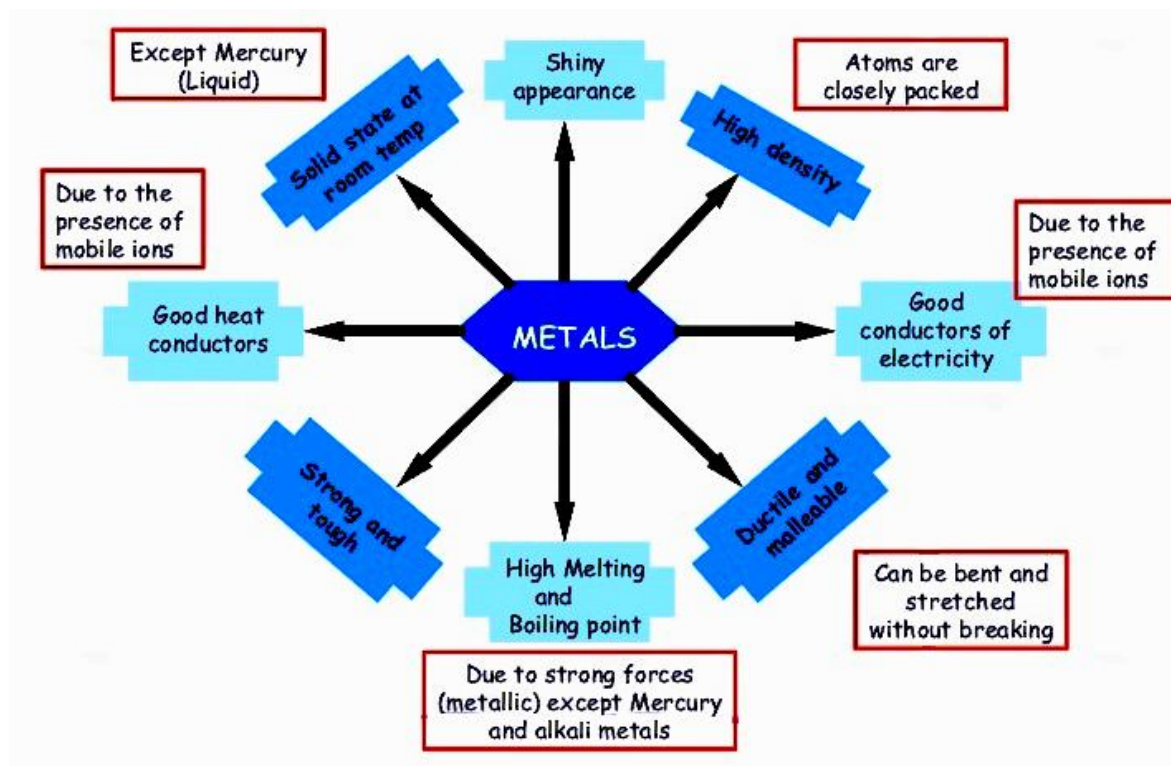 Except Mercury
(Liquid)
Solid state at
room temp
Shiny
appearance
High density
Atoms are
closely packed
Due to the
presence of
mobile ions
Good heat
conductors
METALS
Due to the
presence of
mobile ions
Good
conductors of
electricity
Strong and
tough
High Melting
and
Boiling point
Due to strong forces
(metallic) except Mercury
and alkali metals
Ductile and
malleable
Can be bent and
stretched
without breaking